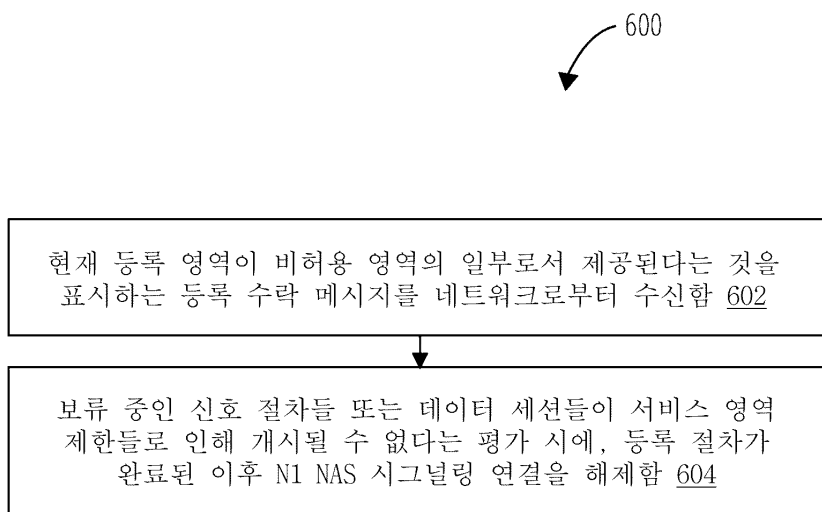 600
현재 등록 영역이 비허용 영역의 일부로서 제공된다는 것을
표시하는 등록 수락 메시지를 네트워크로부터 수신함 602
보류 중인 신호 절차들 또는 데이터 세션들이 서비스 영역
제한들로 인해 개시될 수 없다는 평가 시에, 등록 절차가
완료된 이후 N1 NAS 시그널링 연결을 해제함 604